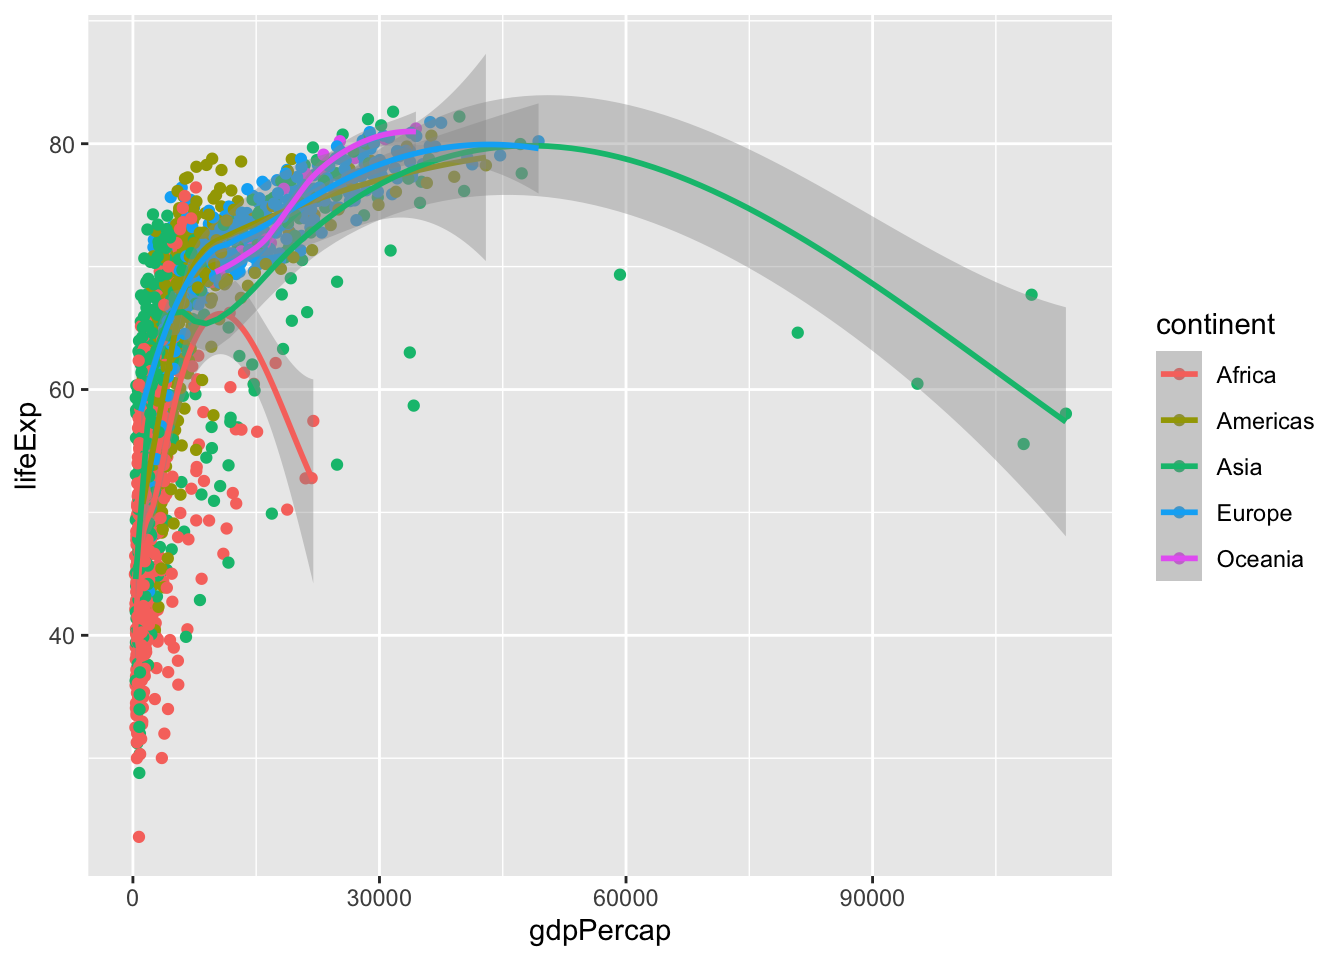 80
60
40
lifeExp
0
30000
60000
90000
gdpPercap
continent
Africa
Americas
Asia
Europe
Oceania